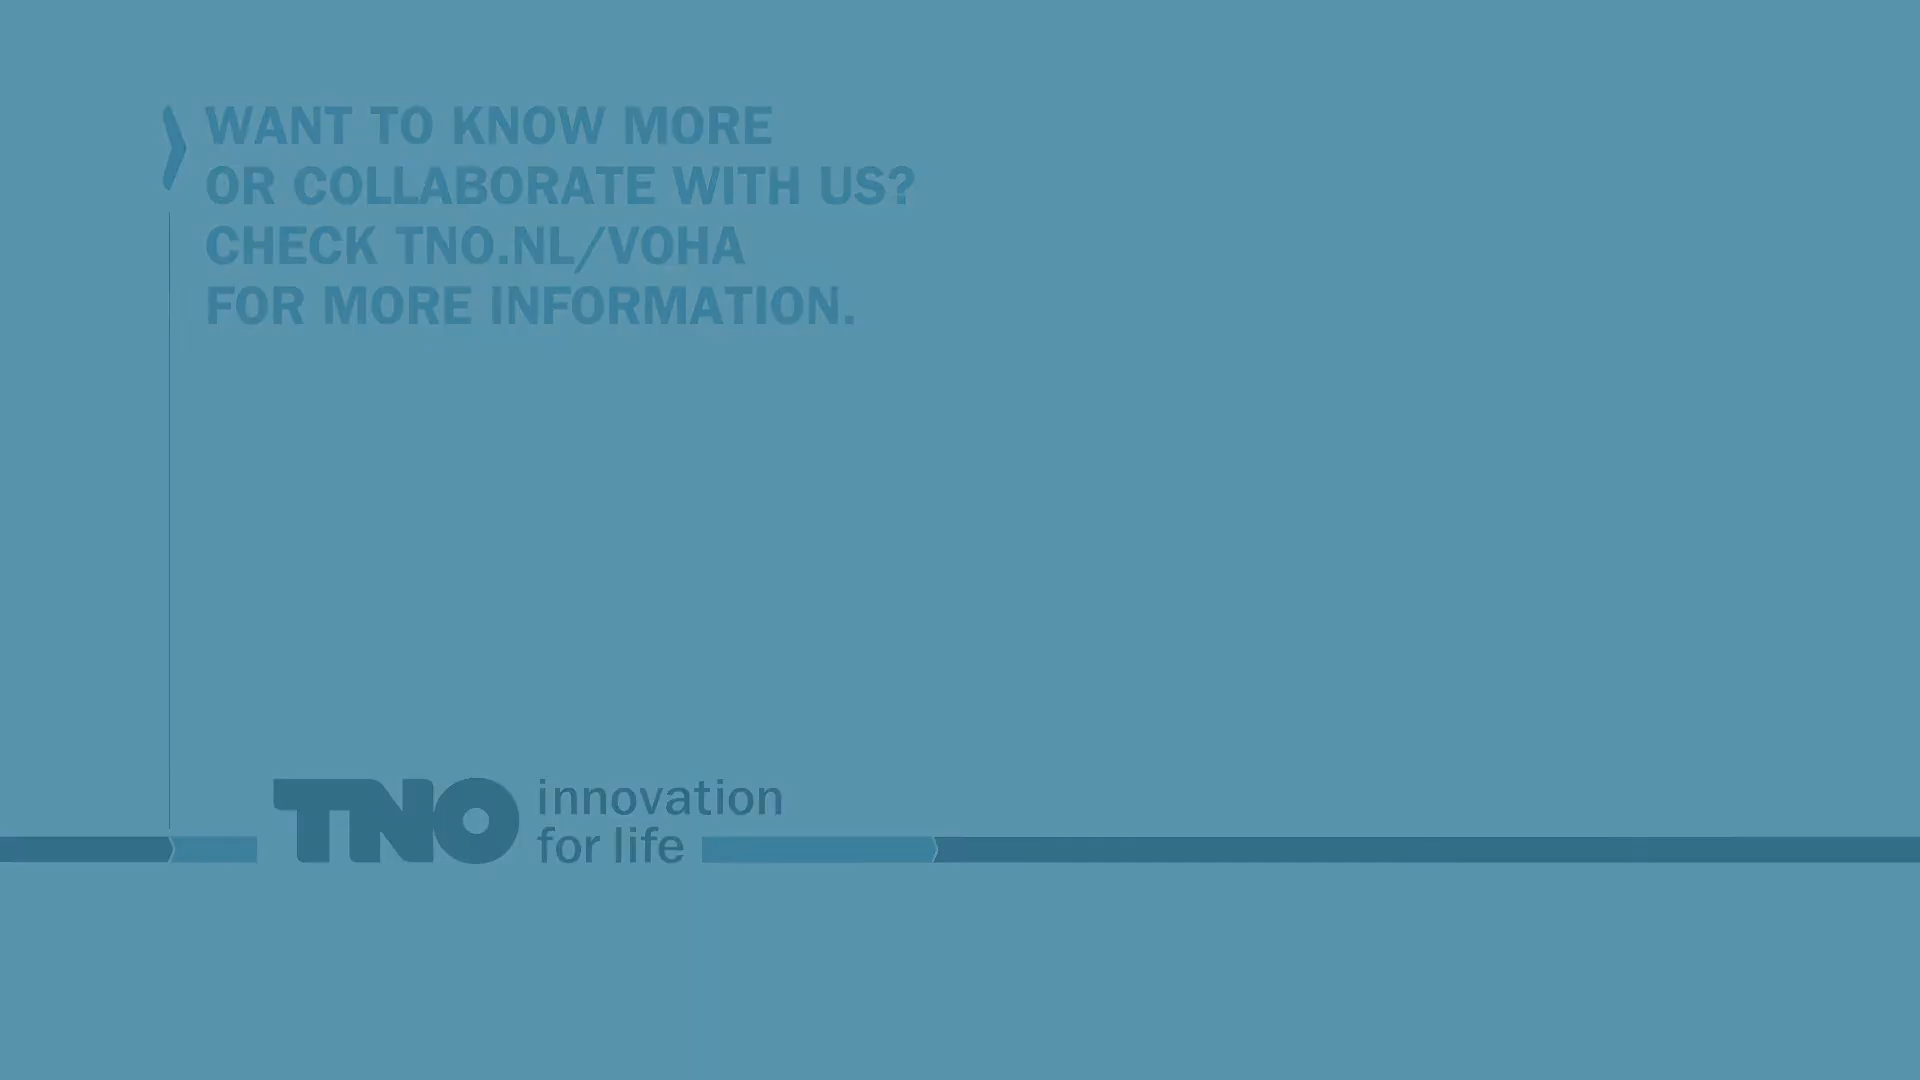 WANT TO KNOW MORE
OR COLLABORATE WITH US?
CHECK TNO.NL/VOHA
FOR MORE INFORMATION.
TNO innovation
for life